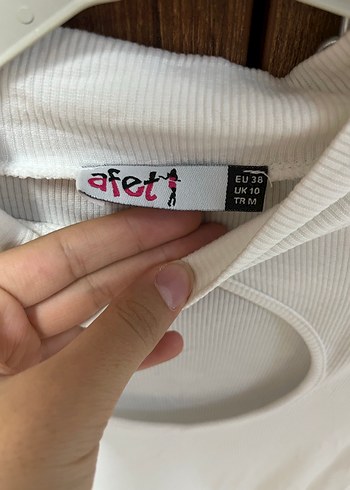 afet
EU 38
UK 10
TR M